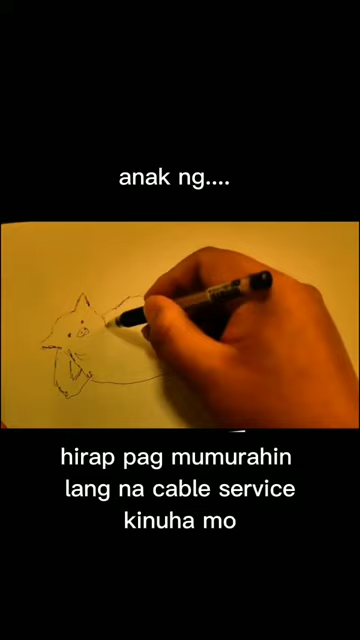 anak ng....
hirap pag mumurahin
lang na cable service
kinuha mo